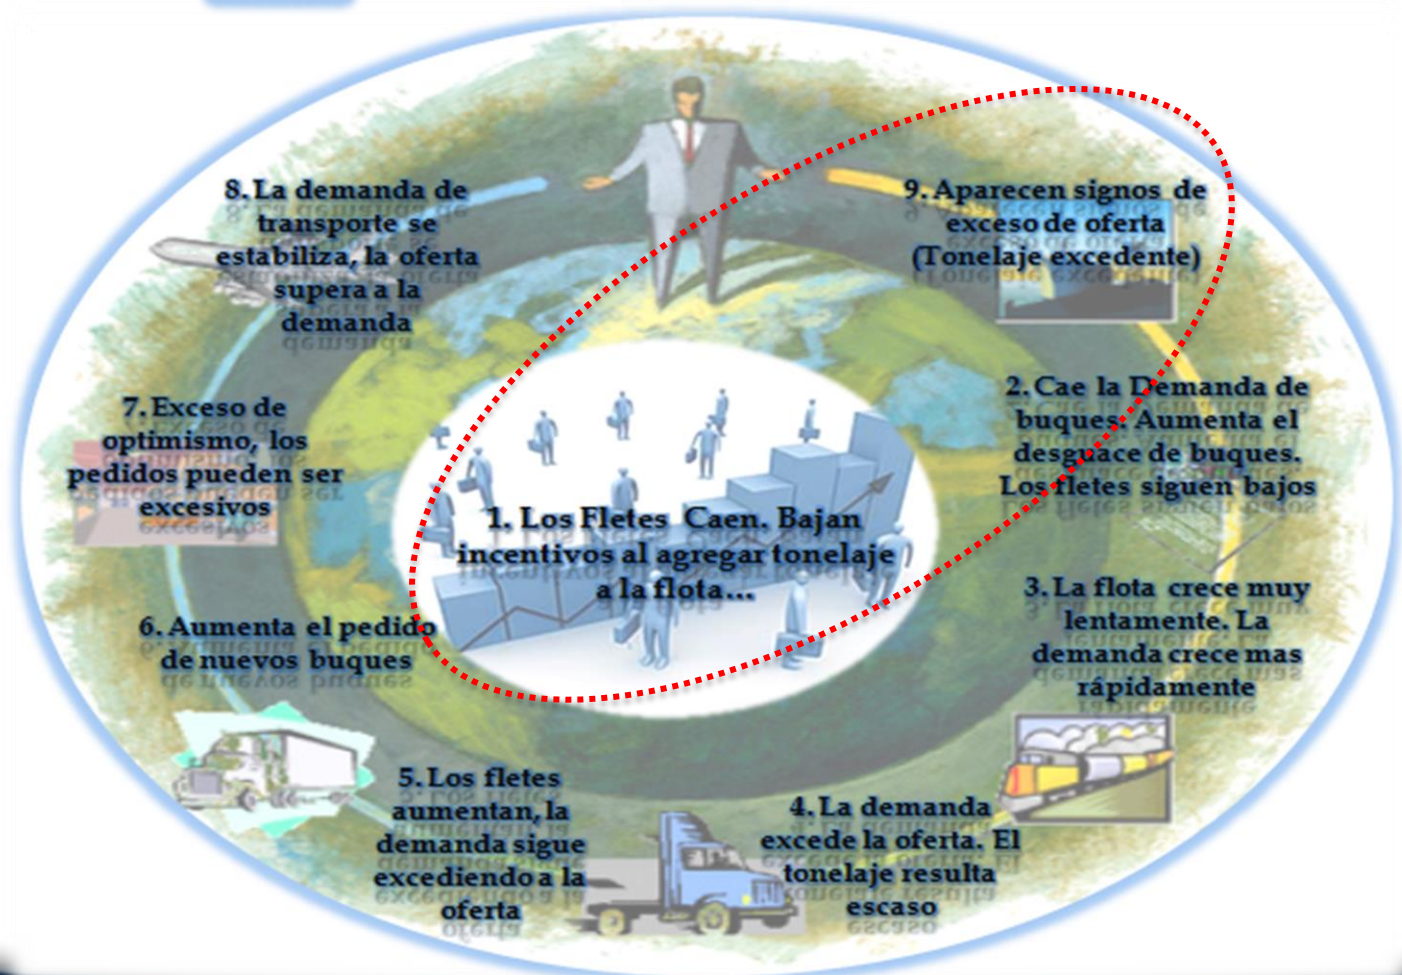 1. Los Fletes Caen. Bajan
incentivos al agregar tonelaje
a la flota...
2. Cae la Demanda de
buques. Aumenta el
desguace de buques.
Los fletes siguen bajos
3. La flota crece muy
lentamente. La
demanda crece mas
rápidamente
4. La demanda
excede la oferta. El
tonelaje resulta
escaso
5. Los fletes
aumentan, la
demanda sigue
excediendo a la
oferta
6. Aumenta el pedido
de nuevos buques
7. Exceso de
optimismo, los
pedidos pueden ser
excesivos
8. La demanda de
transporte se
estabiliza, la oferta
supera a la
demanda
9. Aparecen signos de
exceso de oferta
(Tonelaje excedente)